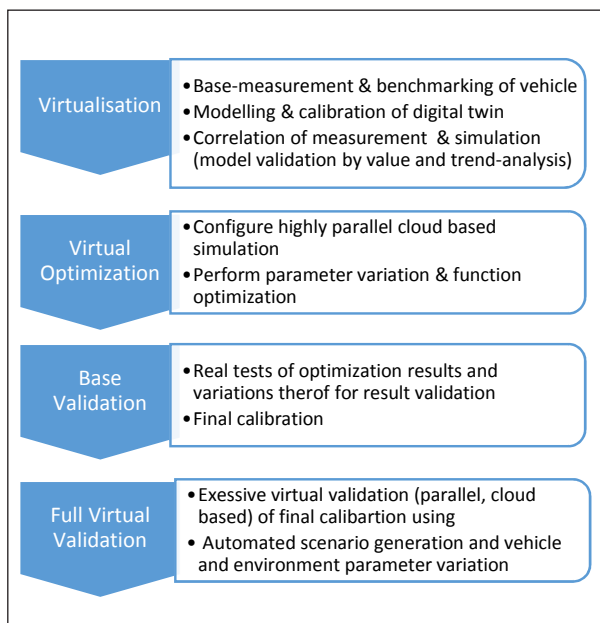 Virtualisation
•Base-measurement & benchmarking of vehicle
•Modelling & calibration of digital twin
•Correlation of measurement & simulation
(model validation by value and trend-analysis)
Virtual
Optimization
•Configure highly parallel cloud based
simulation
•Perform parameter variation & function
optimization
Base
Validation
•Real tests of optimization results and
variations therof for result validation
•Final calibration
Full Virtual
Validation
• Exessive virtual validation (parallel, cloud
based) of final calibartion using
• Automated scenario generation and vehicle
and environment parameter variation